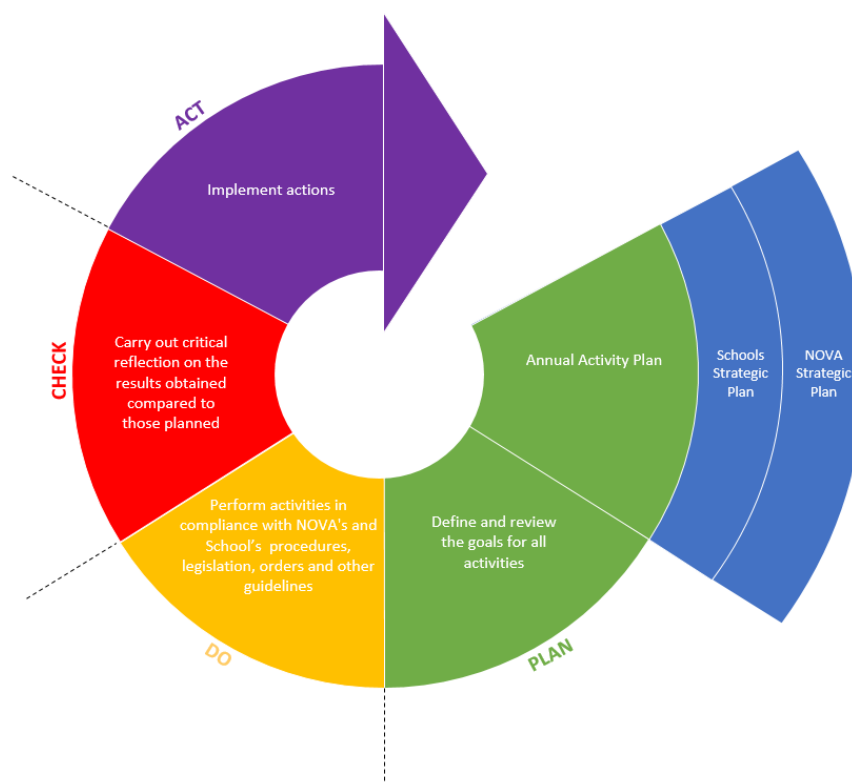 ACT
Implement actions
CHECK
Carry out critical
reflection on the
results obtained
compared to
those planned
Perform activities in
compliance with NOVA's and
School's procedures,
legislation, orders and other
guidelines
DO
Define and review
the goals for all
activities
PLAN
Annual Activity Plan
Schools
Strategic
Plan
NOVA
Strategic
Plan